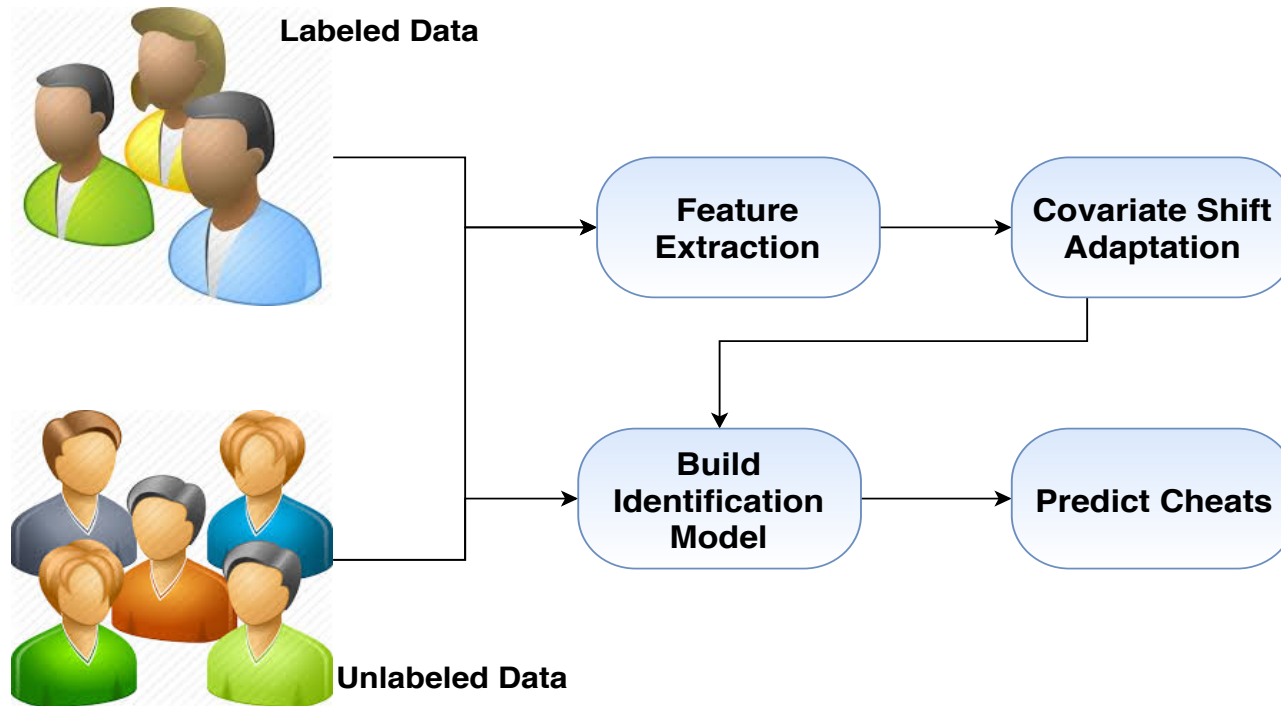 Labeled Data
Feature
Extraction
Covariate Shift
Adaptation
Build
Identification
Model
Predict Cheats
Unlabeled Data